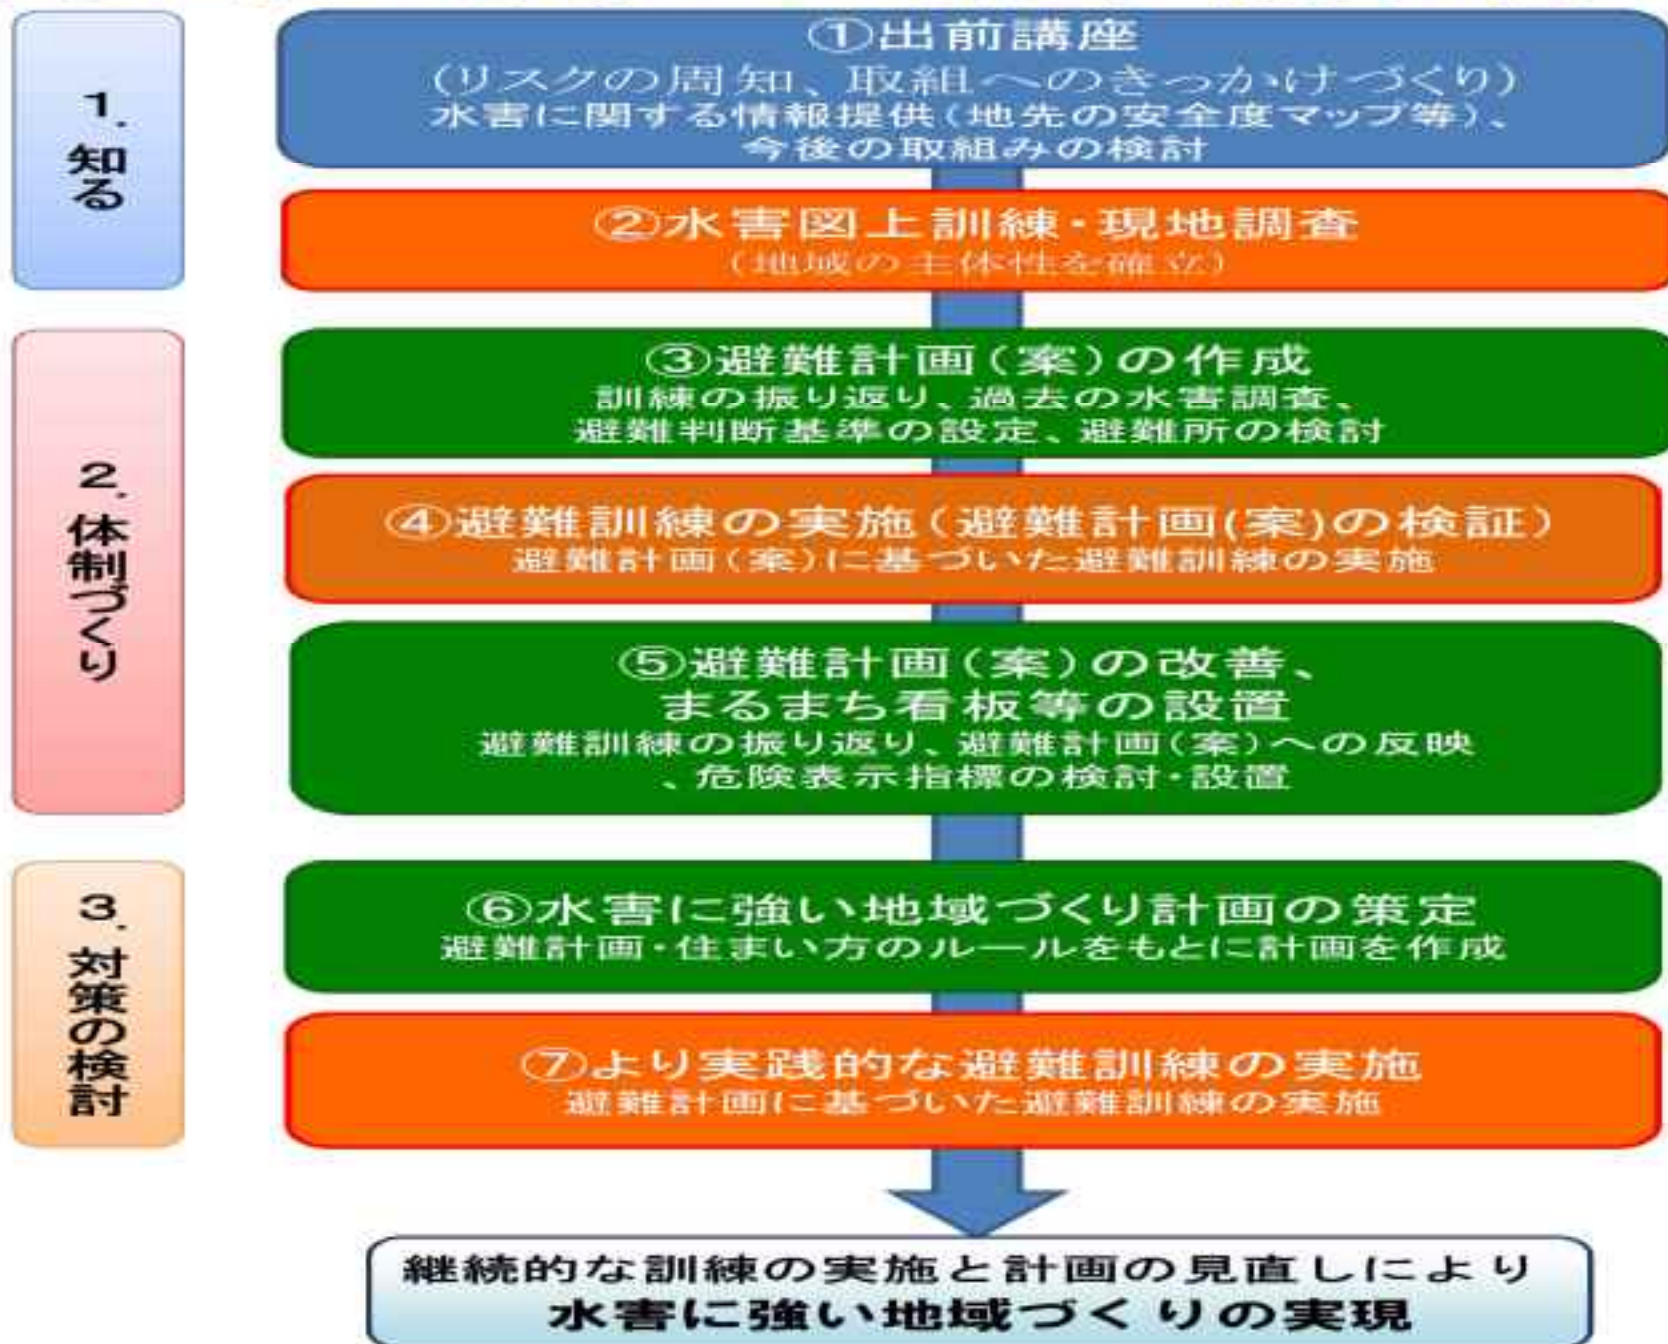 1.知る
①出前講座
(リスクの周知、取組へのきっかけづくり)
水害に関する情報提供(地先の安全度マップ等)、
今後の取組みの検討
②水害図上訓練・現地調査
(地域の主体性を確立)
2.体制づくり
③避難計画(案)の作成
訓練の振り返り、過去の水害調査、
避難判断基準の設定、避難所の検討
④避難訓練の実施(避難計画(案)の検証)
避難計画(案)に基づいた避難訓練の実施
⑤避難計画(案)の改善、
まるまち看板等の設置
避難訓練の振り返り、避難計画(案)への反映
、危険表示指標の検討・設置
3.対策の検討
⑥水害に強い地域づくり計画の策定
避難計画・住まい方のルールをもとに計画を作成
⑦より実践的な避難訓練の実施
避難計画に基づいた避難訓練の実施
継続的な訓練の実施と計画の見直しにより
水害に強い地域づくりの実現